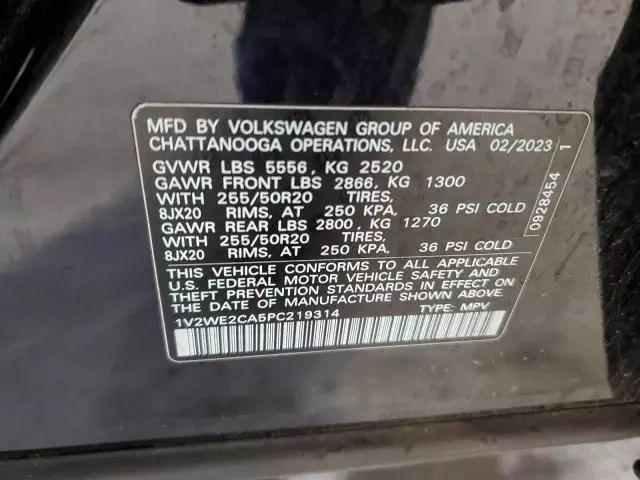 MFD BY VOLKSWAGEN GROUP OF AMERICA
CHATTANOOGA OPERATIONS, LLC. USA 02/2023
GVWR LBS 5556, KG 2520
GAWR FRONT LBS 2866, KG 1300
WITH 255/50R20 TIRES,
8JX20 RIMS, AT 250 KPA, 36 PSI COLD
GAWR REAR LBS 2800, KG 1270
WITH 255/50R20 TIRES,
8JX20 RIMS, AT 250 KPA, 36 PSI COLD
THIS VEHICLE CONFORMS TO ALL APPLICABLE
U.S. FEDERAL MOTOR VEHICLE SAFETY AND
THEFT PREVENTION STANDARDS IN EFFECT ON
THE DATE OF MANUFACTURE SHOWN ABOVE.
1V2WE2CA5PC219314 TYPE: MPV
0928454 1